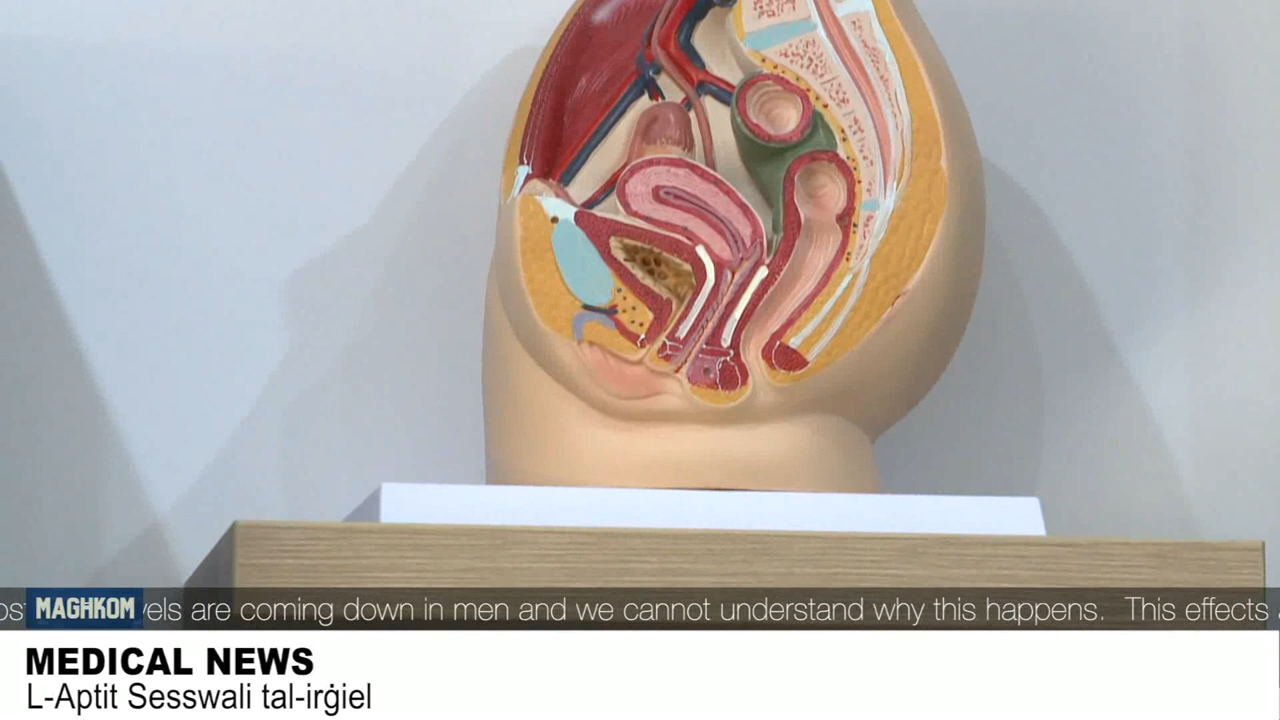 MAGHKOM are coming down in men and we cannot understand why this happens. This effects
MEDICAL NEWS
L-Aptit Sesswali tal-irġiel